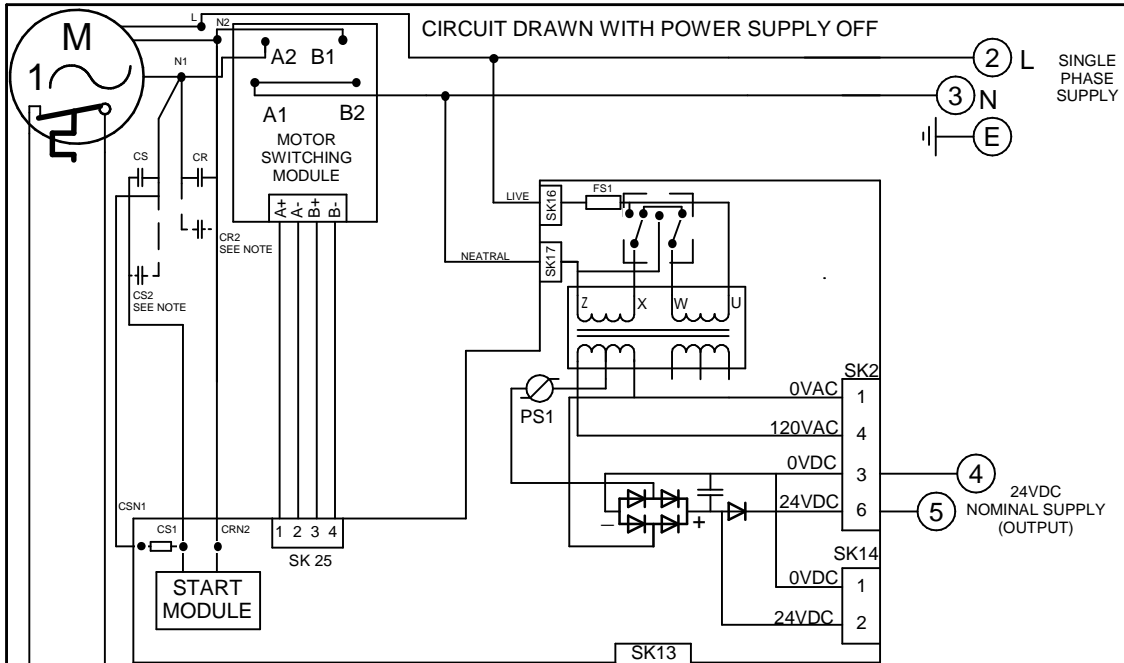 CIRCUIT DRAWN WITH POWER SUPPLY OFF
L
N2
M
1
N1
A2 B1
A1 B2
MOTOR
SWITCHING
MODULE
A+ A- B+ B-
2 L
SINGLE
PHASE
SUPPLY
3 N
E
CS
CR
CR2
SEE NOTE
CS2
SEE NOTE
LIVE
SK16
FS1
NEATRAL
SK17
Z X W U
PS1
SK2
0VAC 1
120VAC 4
0VDC 3
24VDC 6
4
5
24VDC
NOMINAL SUPPLY
(OUTPUT)
– +
SK14
0VDC 1
24VDC 2
CSN1
CS1
CRN2
1 2 3 4
SK 25
START
MODULE
SK13